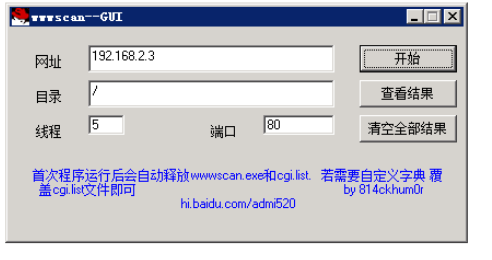 wwwscan--GUI
网址 192.168.2.3 开始
目录 / 查看结果
线程 5 端口 80 清空全部结果
首次程序运行后会自动释放wwwscan.exe和cgi.list. 若需要自定义字典 覆
盖cgi.list文件即可 by 814ckhum0r
hi.baidu.com/admi520